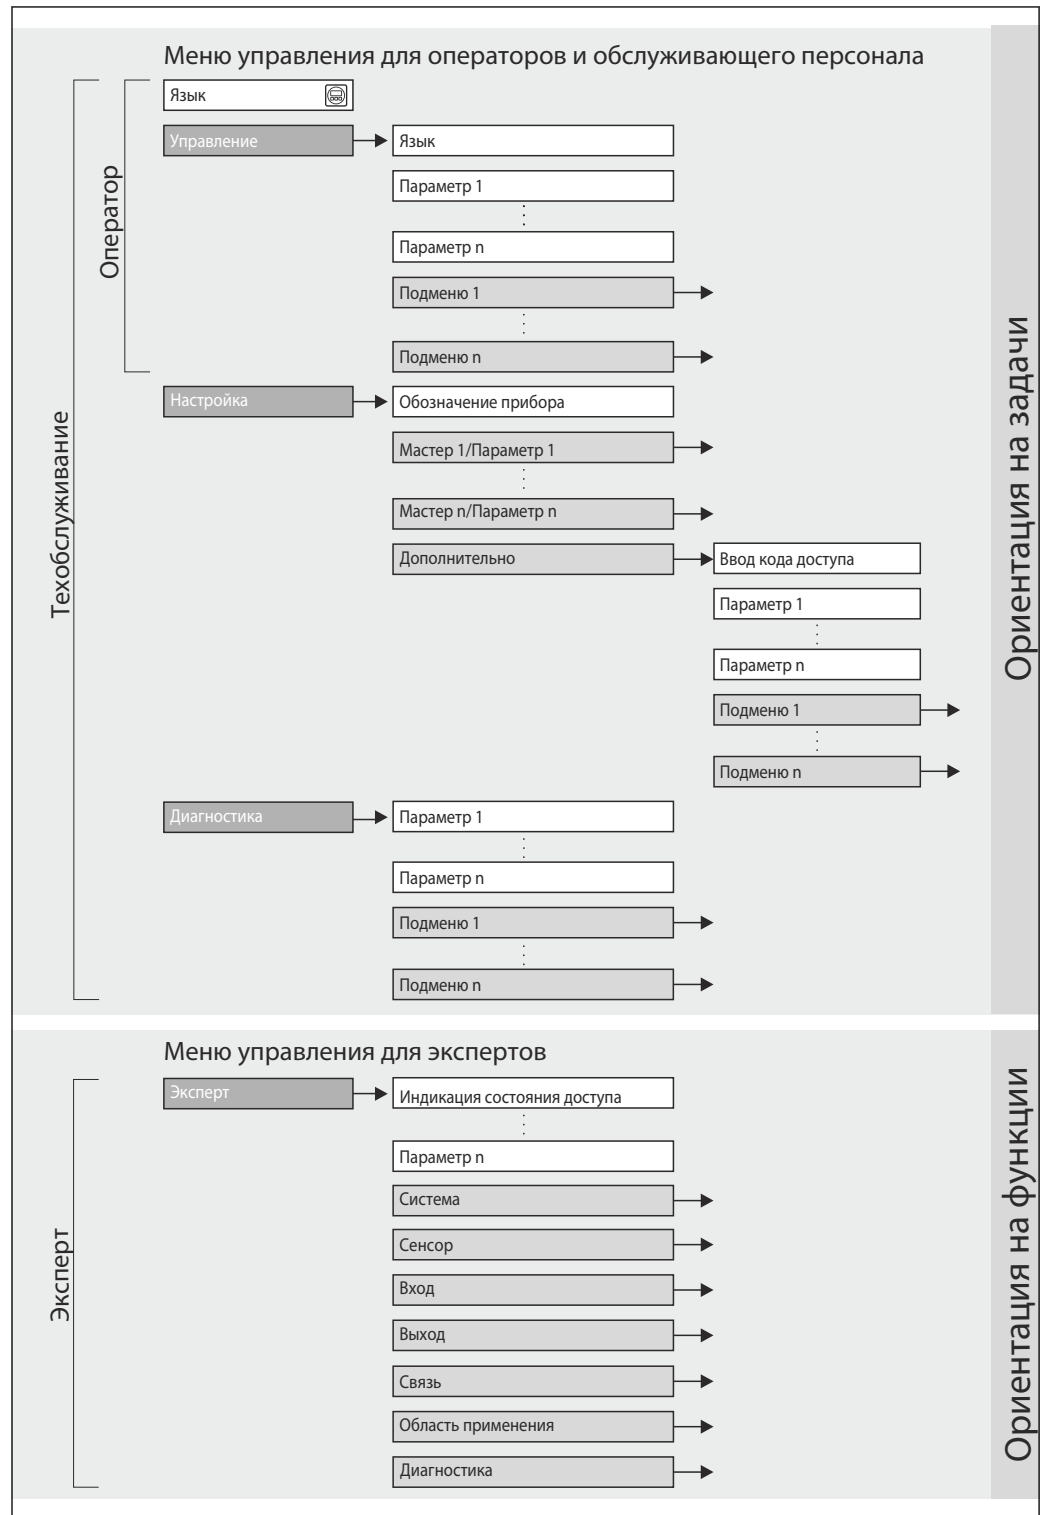 Меню управления для операторов и обслуживающего персонала
Язык
Управление
Язык
Параметр 1
Параметр n
Подменю 1
Подменю n
Оператор
Настройка
Обозначение прибора
Мастер 1/Параметр 1
Мастер n/Параметр n
Дополнительно
Ввод кода доступа
Параметр 1
Параметр n
Подменю 1
Подменю n
Диагностика
Параметр 1
Параметр n
Подменю 1
Подменю n
Техобслуживание
Ориентация на задачи
Меню управления для экспертов
Эксперт
Индикация состояния доступа
Параметр n
Система
Сенсор
Вход
Выход
Связь
Область применения
Диагностика
Эксперт
Ориентация на функции